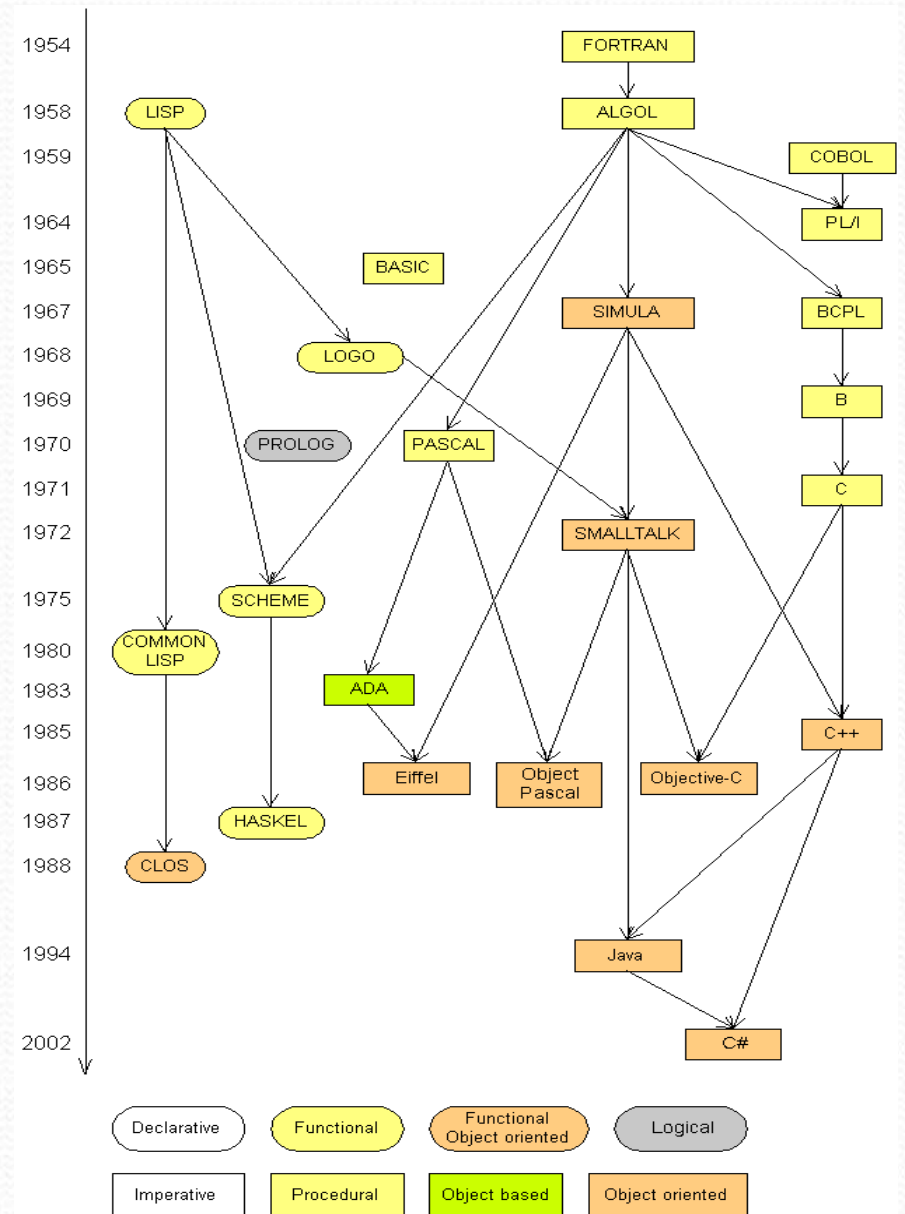 1954
FORTRAN
1958
LISP
ALGOL
1959
COBOL
1964
PL/I
1965
BASIC
1967
SIMULA
BCPL
1968
LOGO
1969
B
1970
PROLOG
PASCAL
1971
C
1972
SMALLTALK
1975
SCHEME
1980
COMMON
LISP
1983
ADA
1985
C++
1986
Eiffel
Object
Pascal
Objective-C
1987
HASKEL
1988
CLOS
1994
Java
2002
C#
Declarative
Functional
Functional
Object oriented
Logical
Imperative
Procedural
Object based
Object oriented